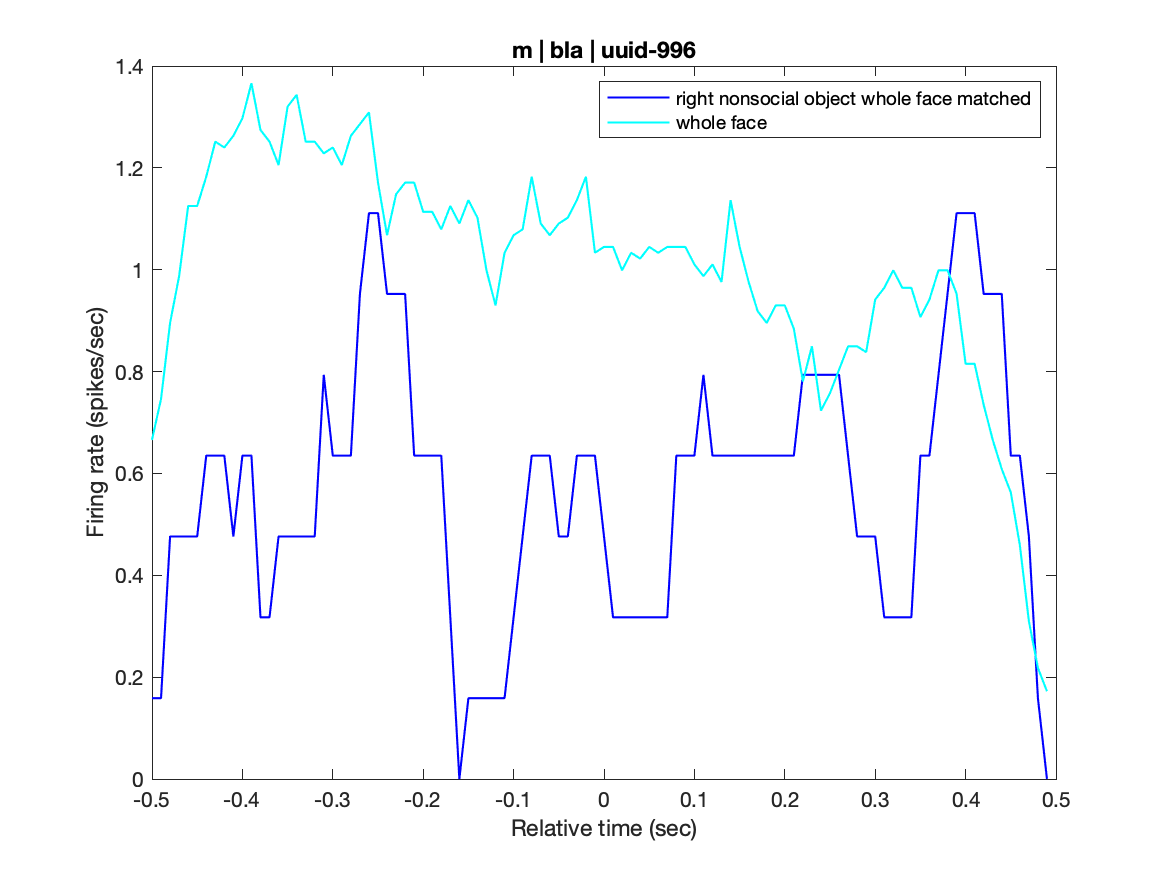 m | bla | uuid-996
right nonsocial object whole face matched
whole face
Firing rate (spikes/sec)
1.4
1.2
1
0.8
0.6
0.4
0.2
0
-0.5 -0.4 -0.3 -0.2 -0.1 0 0.1 0.2 0.3 0.4 0.5
Relative time (sec)